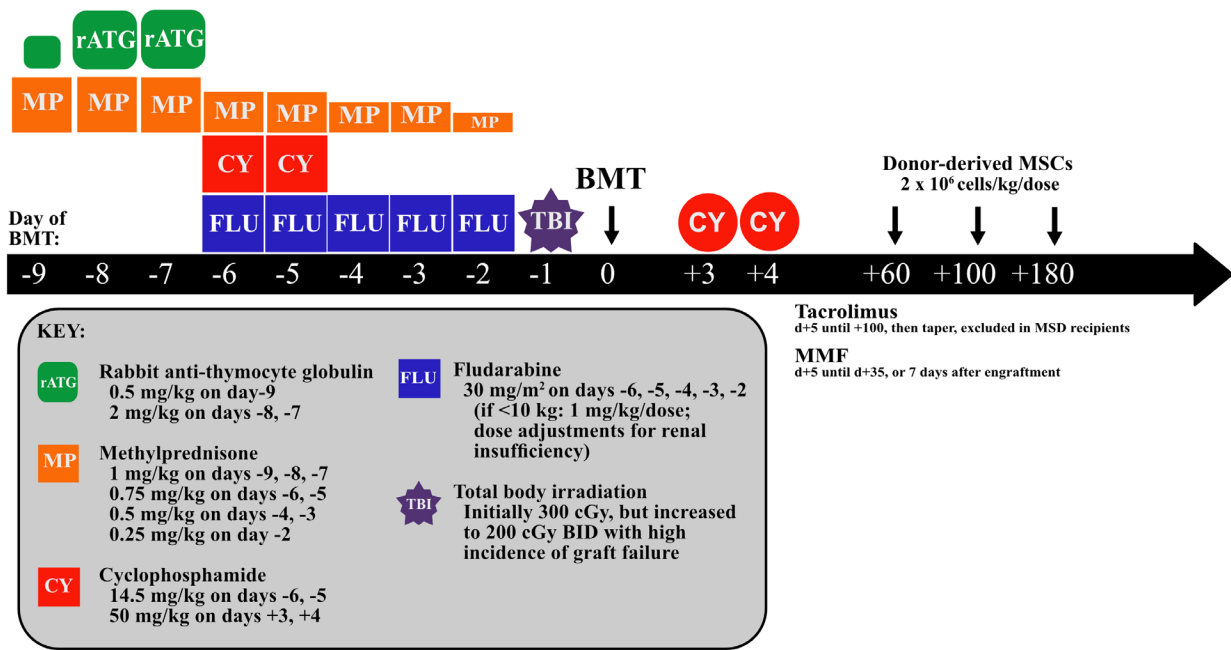 rATG rATG
MP MP MP MP MP MP MP MP
CY CY
FLU FLU FLU FLU FLU TBI
BMT
CY CY
Donor-derived MSCs
2 x 10⁶ cells/kg/dose
Day of
BMT:
-9 -8 -7 -6 -5 -4 -3 -2 -1 0 +3 +4 +60 +100 +180
Tacrolimus
d+5 until +100, then taper, excluded in MSD recipients
MMF
d+5 until d+35, or 7 days after engraftment
KEY:
rATG
Rabbit anti-thymocyte globulin
0.5 mg/kg on day-9
2 mg/kg on days -8, -7
MP
Methylprednisone
1 mg/kg on days -9, -8, -7
0.75 mg/kg on days -6, -5
0.5 mg/kg on days -4, -3
0.25 mg/kg on day -2
CY
Cyclophosphamide
14.5 mg/kg on days -6, -5
50 mg/kg on days +3, +4
FLU
Fludarabine
30 mg/m² on days -6, -5, -4, -3, -2
(if <10 kg: 1 mg/kg/dose;
dose adjustments for renal
insufficiency)
TBI
Total body irradiation
Initially 300 cGy, but increased
to 200 cGy BID with high
incidence of graft failure